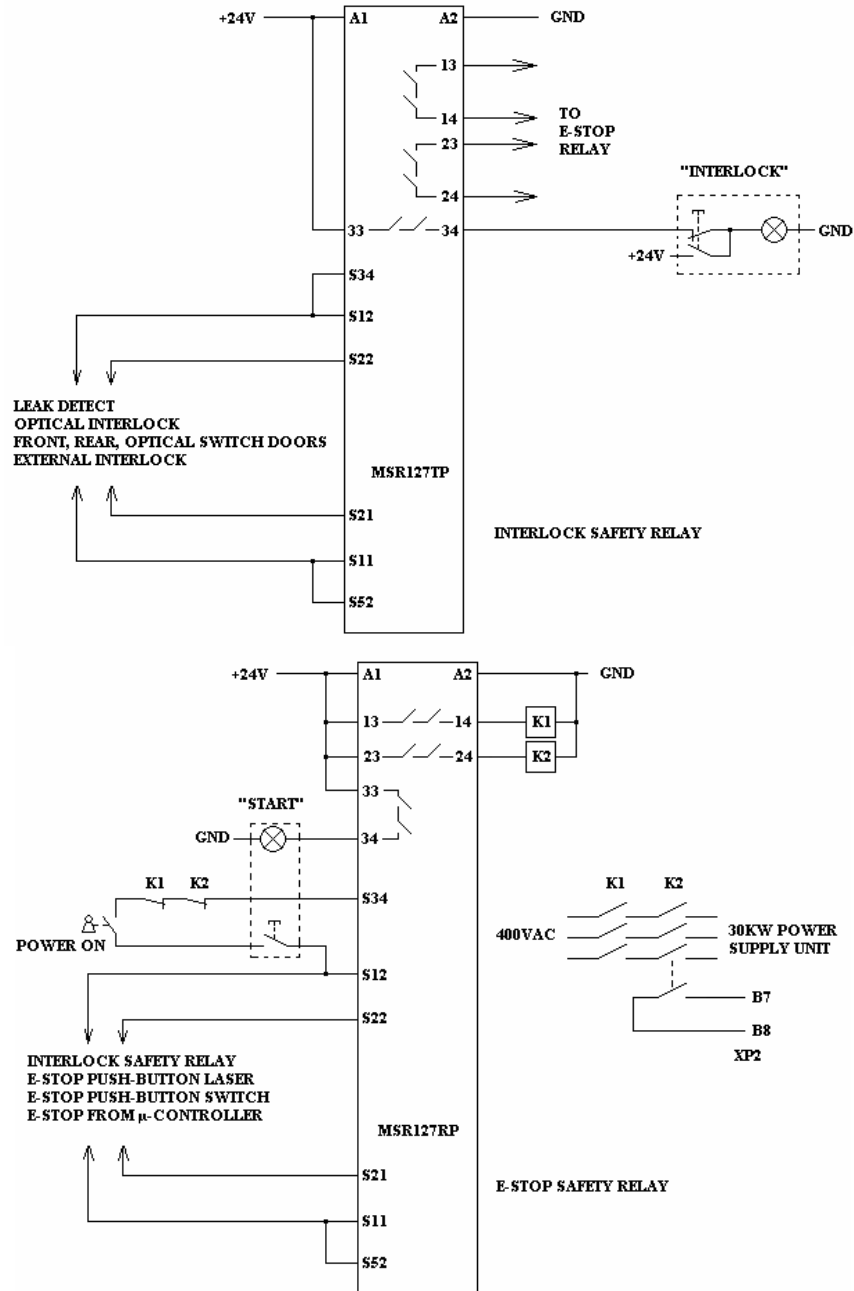 +24V
A1
A2
GND
13
14
TO
E-STOP
RELAY
23
24
"INTERLOCK"
33
34
GND
+24V
S34
S12
S22
LEAK DETECT
OPTICAL INTERLOCK
FRONT, REAR, OPTICAL SWITCH DOORS
EXTERNAL INTERLOCK
MSR127TP
S21
INTERLOCK SAFETY RELAY
S11
S52
+24V
A1
A2
GND
13
14
K1
23
24
K2
33
"START"
GND
34
K1 K2
S34
POWER ON
S12
S22
K1 K2
400VAC
30KW POWER
SUPPLY UNIT
B7
B8
XP2
INTERLOCK SAFETY RELAY
E-STOP PUSH-BUTTON LASER
E-STOP PUSH-BUTTON SWITCH
E-STOP FROM µ-CONTROLLER
MSR127RP
S21
E-STOP SAFETY RELAY
S11
S52